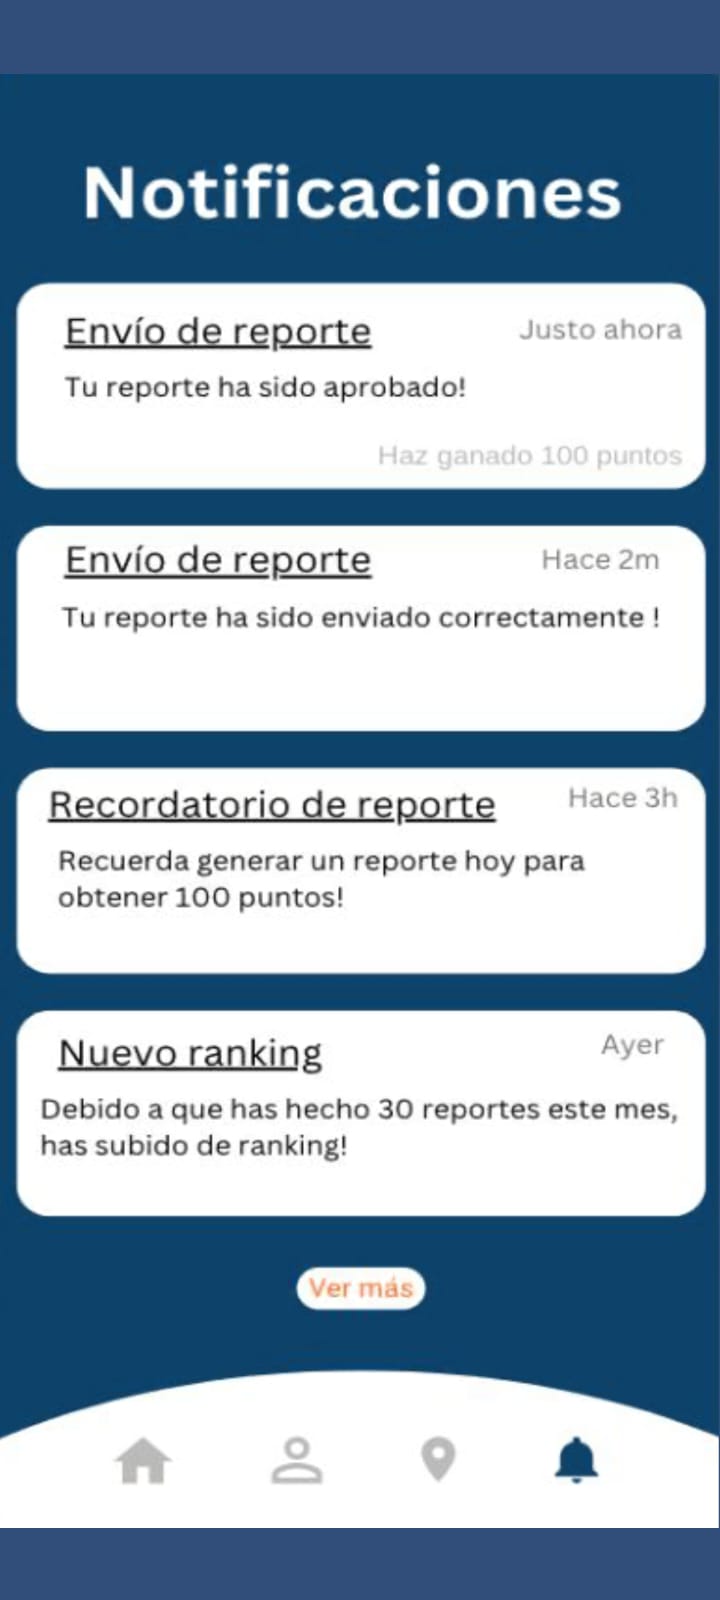 Notificaciones
Envío de reporte
Justo ahora
Tu reporte ha sido aprobado!
Haz ganado 100 puntos
Envío de reporte
Hace 2m
Tu reporte ha sido enviado correctamente !
Recordatorio de reporte
Hace 3h
Recuerda generar un reporte hoy para
obtener 100 puntos!
Nuevo ranking
Ayer
Debido a que has hecho 30 reportes este mes,
has subido de ranking!
Ver más